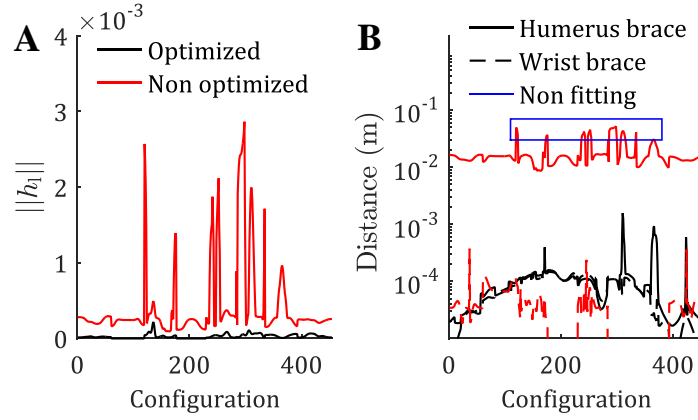 A
×10⁻³
4
3
2
1
0
||h₁||
Optimized
Non optimized
0
200
400
Configuration
B
Humerus brace
Wrist brace
Non fitting
10⁻¹
10⁻²
10⁻³
10⁻⁴
Distance (m)
0
200
400
Configuration